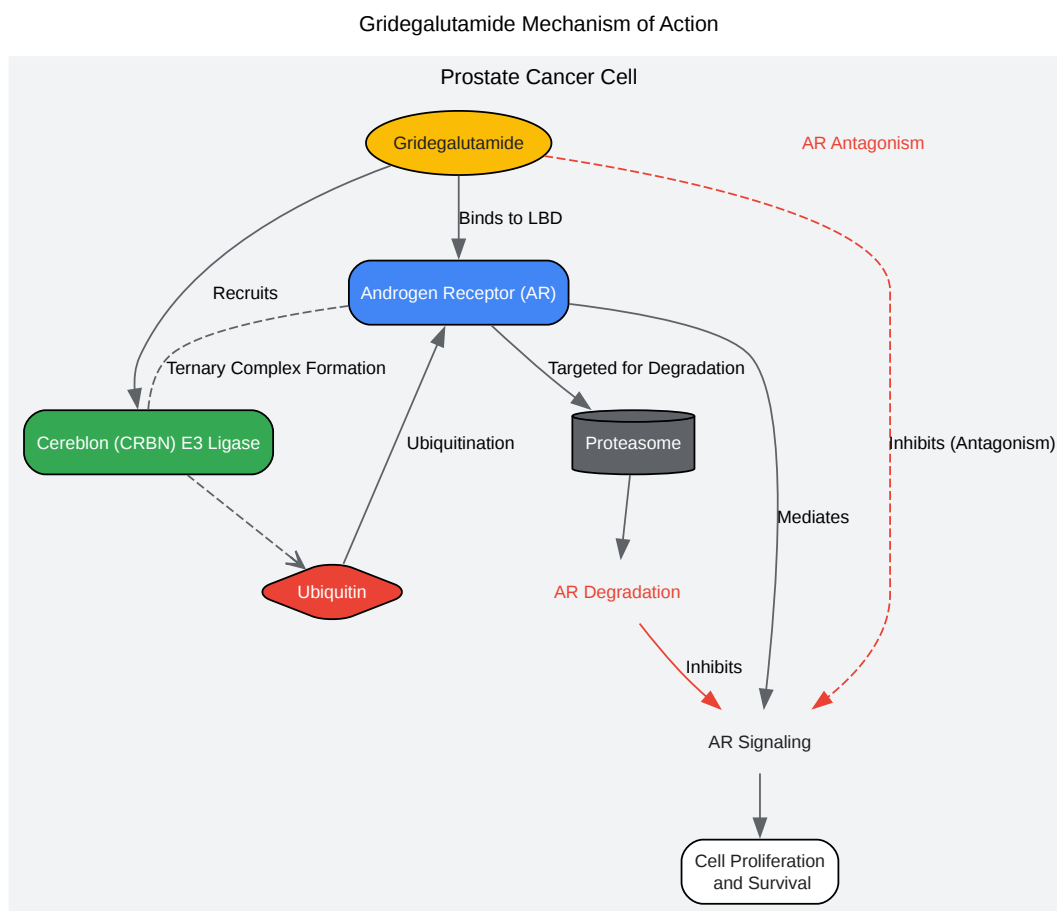 Gridegalutamide Mechanism of Action
Prostate Cancer Cell
Gridegalutamide
AR Antagonism
Binds to LBD
Recruits
Androgen Receptor (AR)
Ternary Complex Formation
Targeted for Degradation
Cereblon (CRBN) E3 Ligase
Ubiquitination
Proteasome
Inhibits (Antagonism)
Mediates
Ubiquitin
AR Degradation
Inhibits
AR Signaling
Cell Proliferation
and Survival